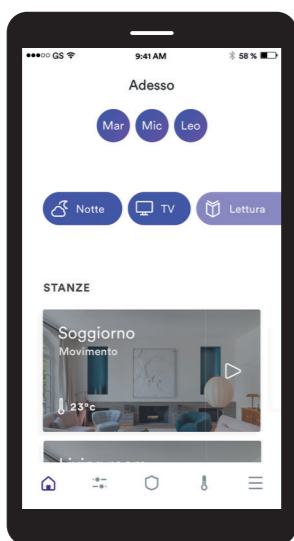 GS 9:41 AM 58 %
Adesso
Mar Mic Leo
Notte TV Lettura
STANZE
Soggiorno
Movimento
23°c